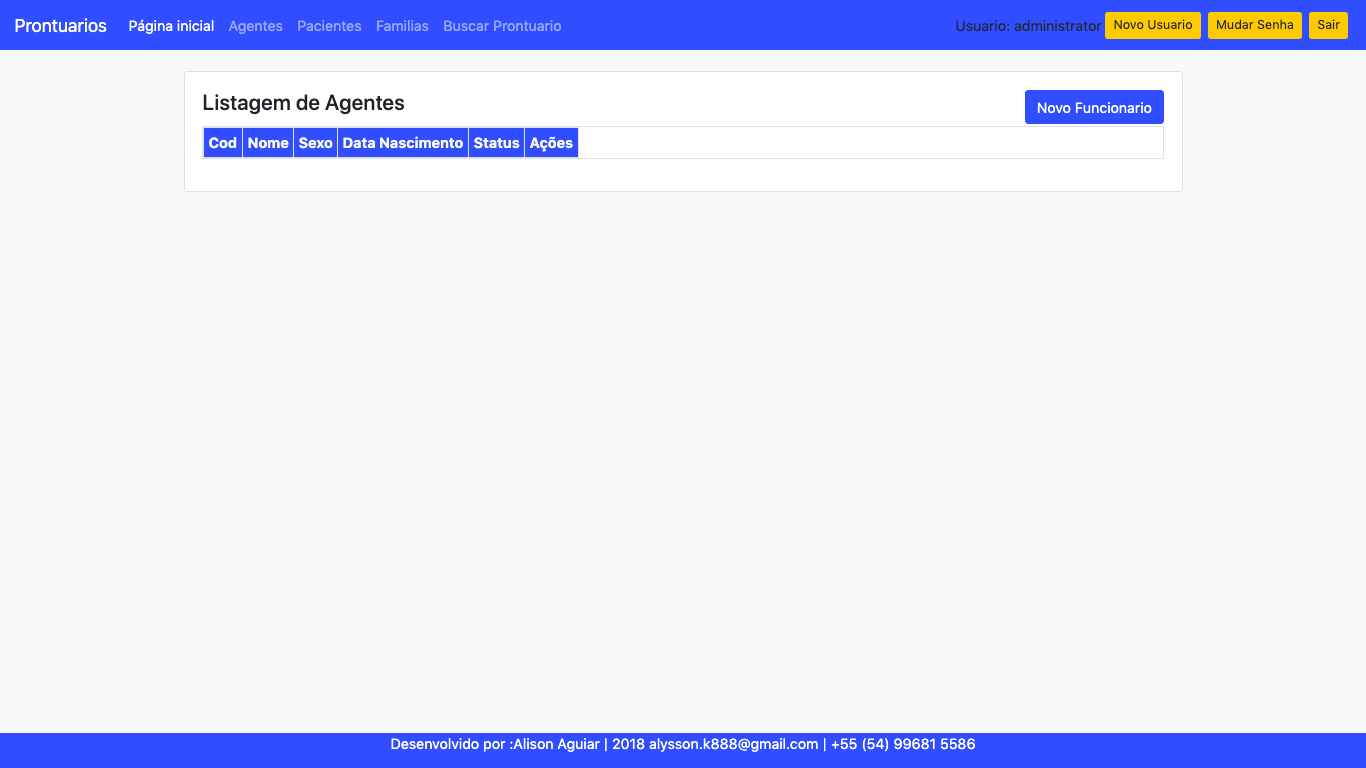 Prontuarios Página inicial Agentes Pacientes Familias Buscar Prontuario Usuario: administrator Novo Usuario Mudar Senha Sair
Listagem de Agentes Novo Funcionario
Cod Nome Sexo Data Nascimento Status Ações
Desenvolvido por :Alison Aguiar | 2018 alysson.k888@gmail.com | +55 (54) 99681 5586